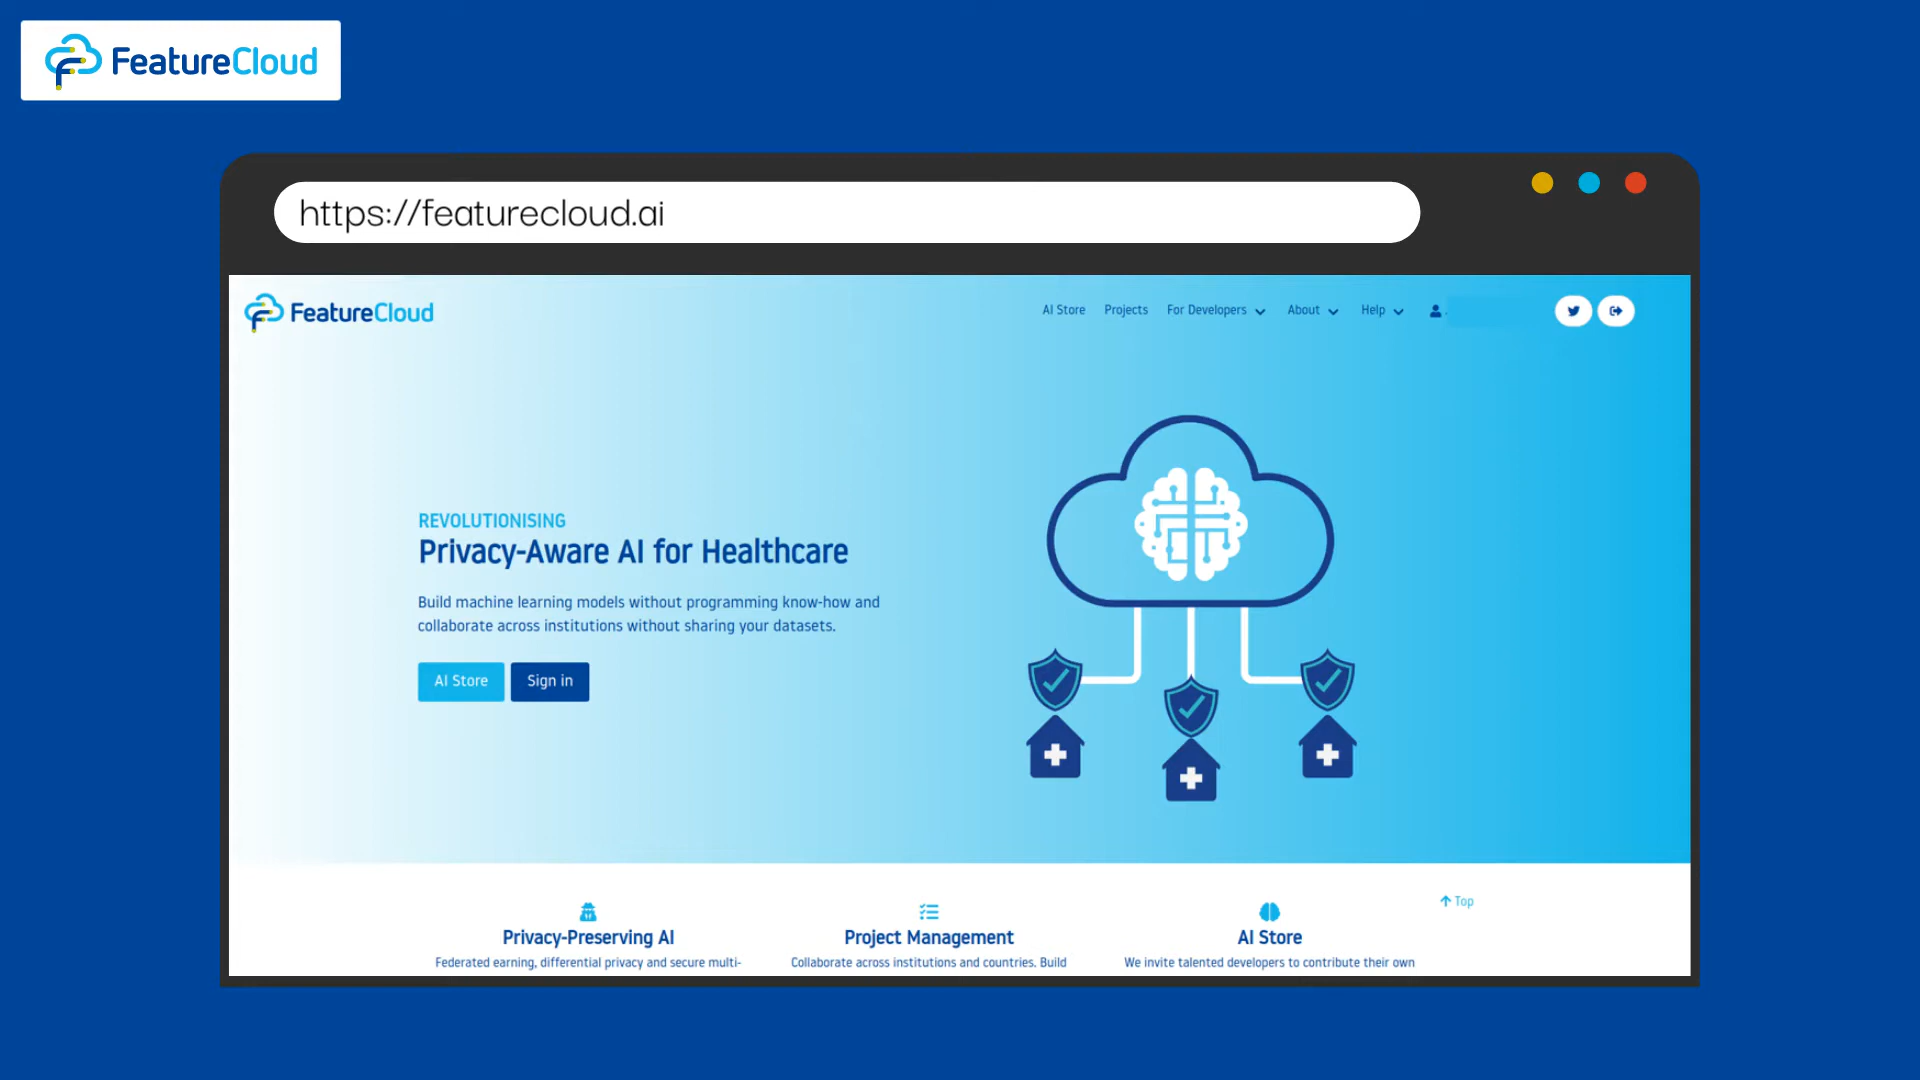 FeatureCloud
https://featurecloud.ai
FeatureCloud
AI Store Projects For Developers About Help
REVOLUTIONISING
Privacy-Aware AI for Healthcare
Build machine learning models without programming know-how and
collaborate across institutions without sharing your datasets.
AI Store Sign in
Top
Privacy-Preserving AI
Federated earning, differential privacy and secure multi-
Project Management
Collaborate across institutions and countries. Build
AI Store
We invite talented developers to contribute their own